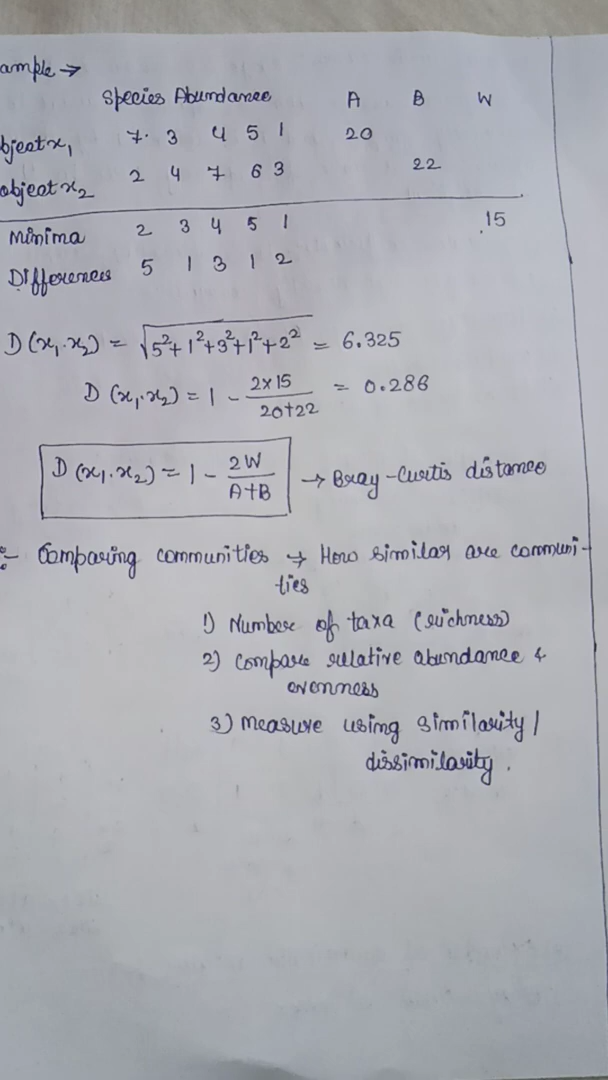 ample →
Species Abundance A B W
bject x₁ 7. 3 4 5 1 20
object x₂ 2 4 7 6 3 22
Minima 2 3 4 5 1 .15
Differences 5 1 3 1 2
D(x₁.x₂) = √5²+1²+3²+1²+2² = 6.325
D(x₁.x₂) = 1 - 2×15/20+22 = 0.286
D(x₁.x₂) = 1 - 2W/A+B → Bray-Curtis distance
:- Comparing communities → How similar are communi-
ties
1) Number of taxa (richness)
2) compare relative abundance &
evenness
3) measure using similarity/
dissimilarity.